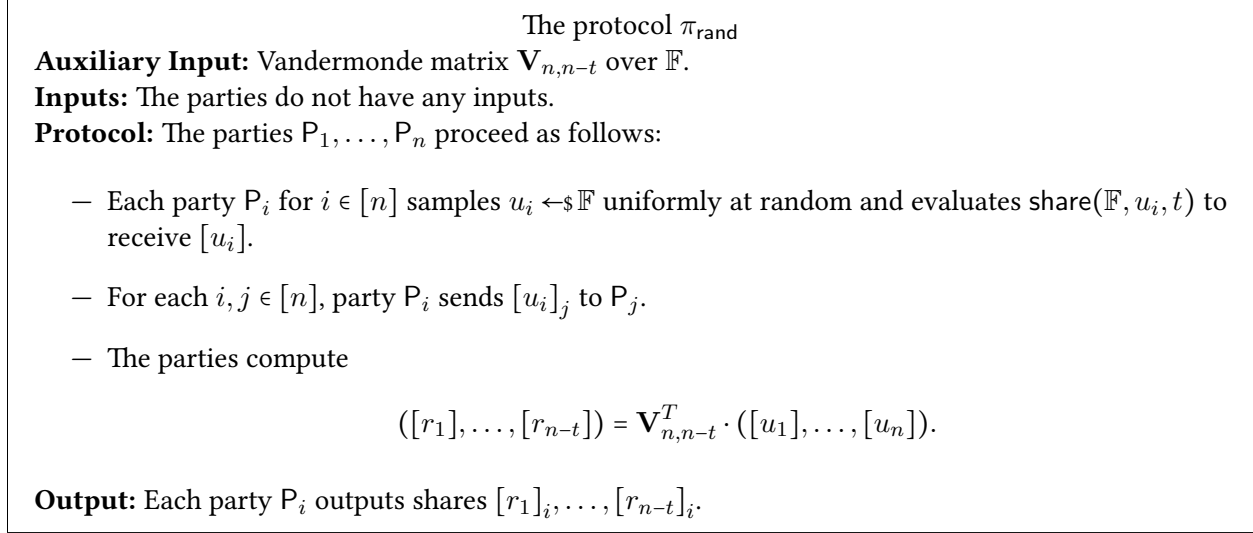 The protocol π_rand
Auxiliary Input: Vandermonde matrix V_{n,n−t} over 𝔽.
Inputs: The parties do not have any inputs.
Protocol: The parties P_1, …, P_n proceed as follows:
– Each party P_i for i ∈ [n] samples u_i ←$ 𝔽 uniformly at random and evaluates share(𝔽, u_i, t) to
receive [u_i].
– For each i, j ∈ [n], party P_i sends [u_i]_j to P_j.
– The parties compute
([r_1], …, [r_{n−t}]) = V^T_{n,n−t} · ([u_1], …, [u_n]).
Output: Each party P_i outputs shares [r_1]_i, …, [r_{n−t}]_i.